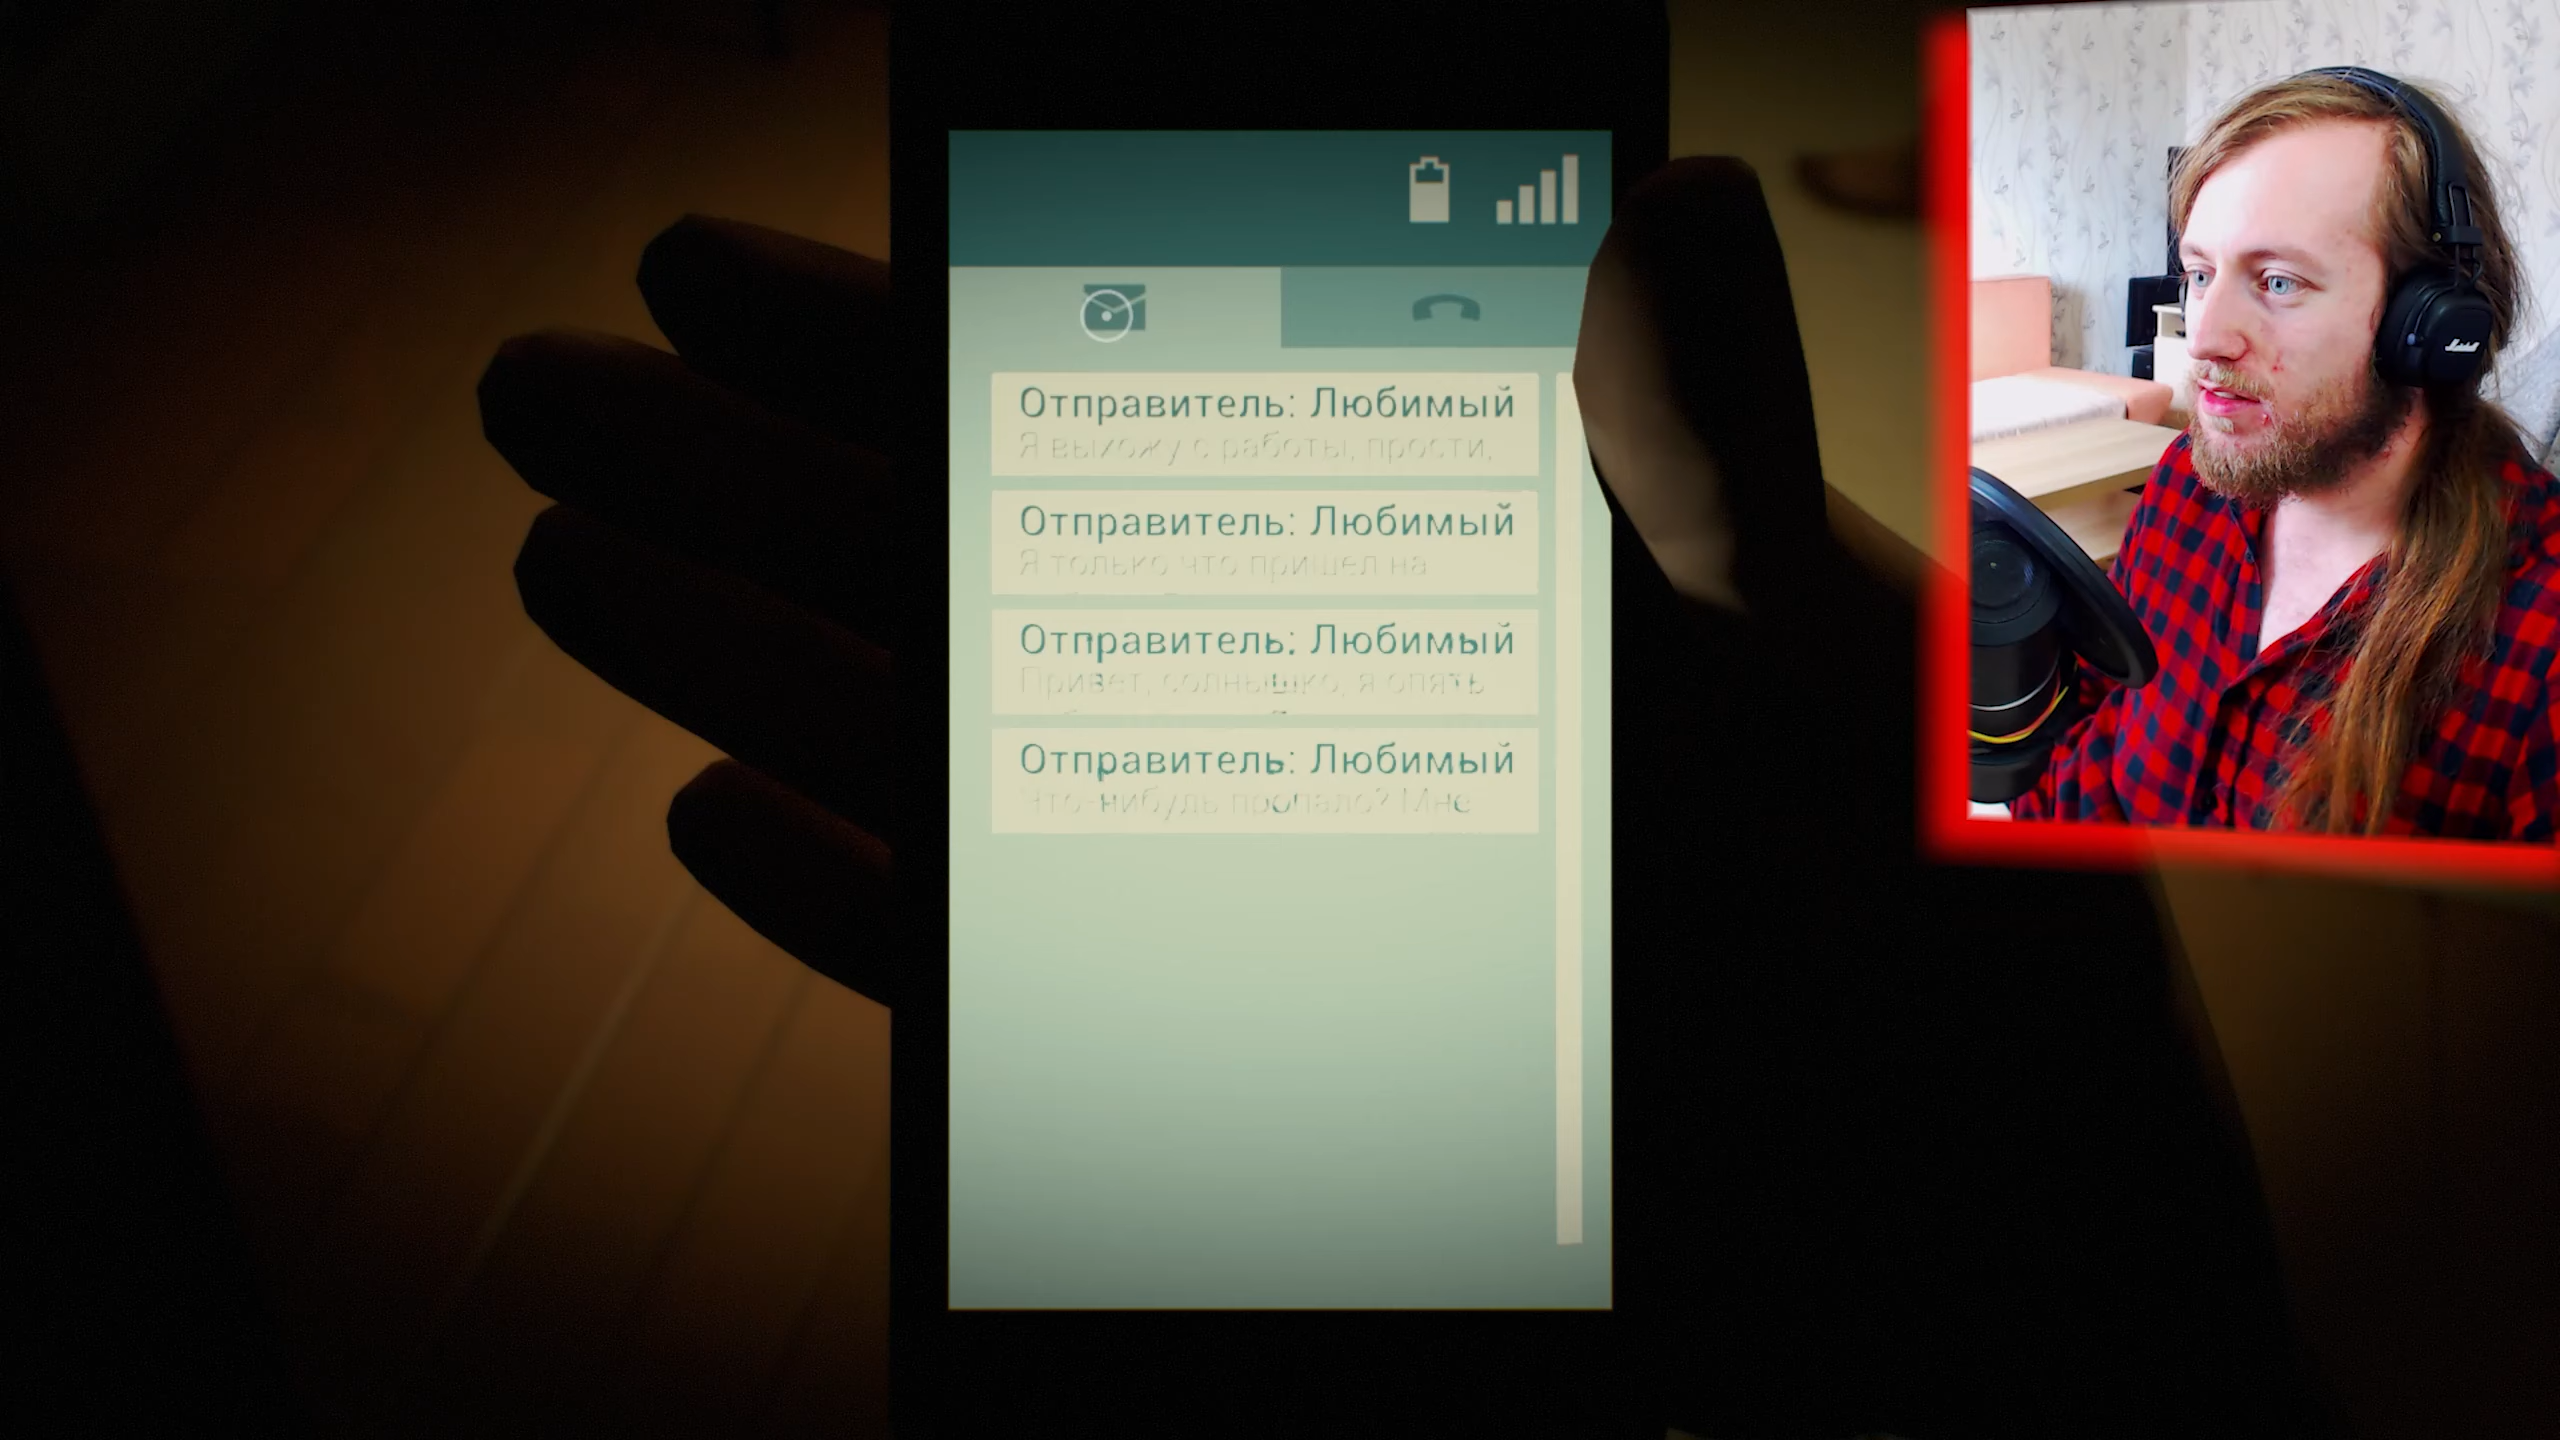 Отправитель: Любимый
Я выхожу с работы, прости,
Отправитель: Любимый
Я только что пришел на
Отправитель: Любимый
Привет, солнышко, я опять
Отправитель: Любимый
Что-нибудь пропало? Мне
Marshall